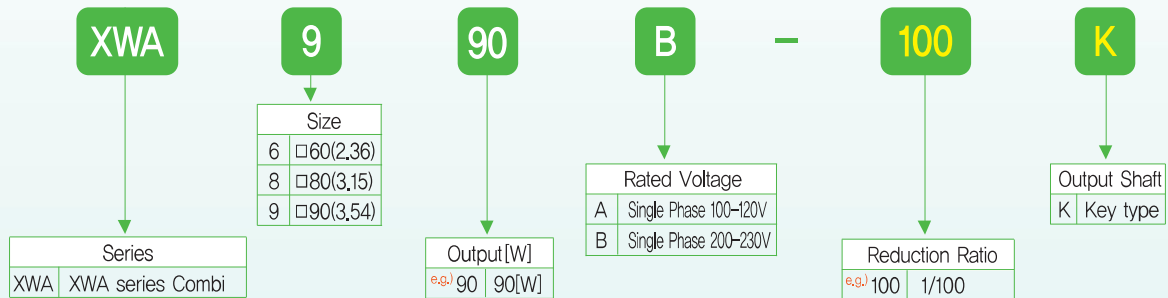 XWA 9 90 B - 100 K
Size
6 □60(2.36)
8 □80(3.15)
9 □90(3.54)
Rated Voltage
A Single Phase 100-120V
B Single Phase 200-230V
Output Shaft
K Key type
Series
XWA XWA series Combi
Output[W]
e.g.) 90 90[W]
Reduction Ratio
e.g.) 100 1/100